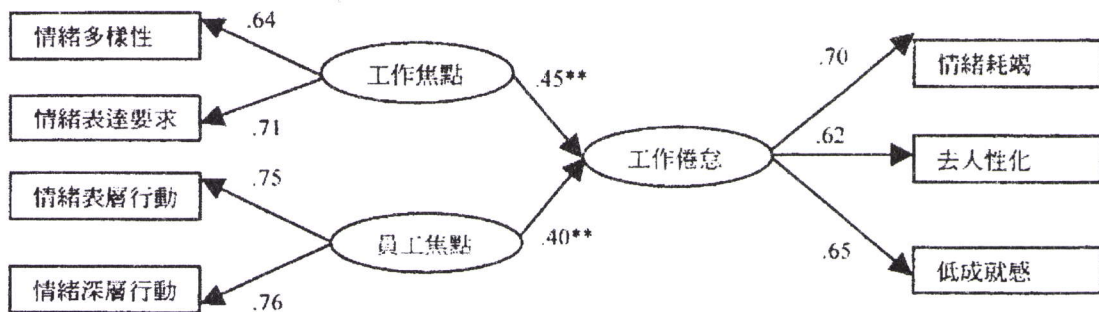 情緒多樣性
.64
工作焦點
情緒表達要求
.71
.45**
工作倦怠
情緒表層行動
.75
員工焦點
.40**
情緒深層行動
.76
.70
情緒耗竭
.62
去人性化
.65
低成就感